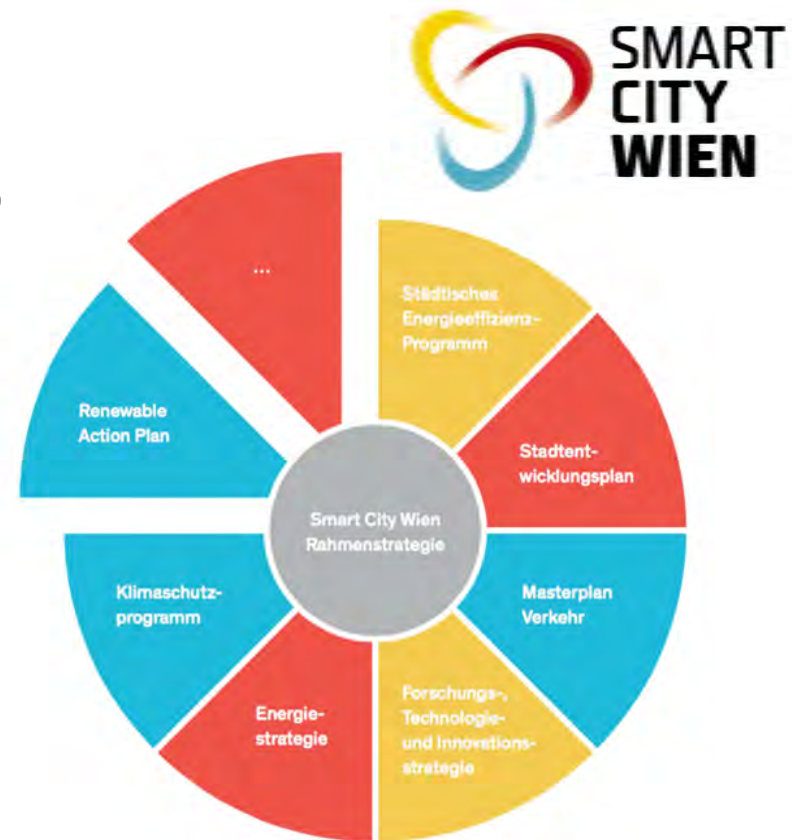 SMART
CITY
WIEN
...
Städtisches
Energieeffizienz-
Programm
Renewable
Action Plan
Stadtent-
wicklungsplan
Smart City Wien
Rahmenstrategie
Klimaschutz-
programm
Masterplan
Verkehr
Energie-
strategie
Forschungs-,
Technologie-
und Innovations-
strategie